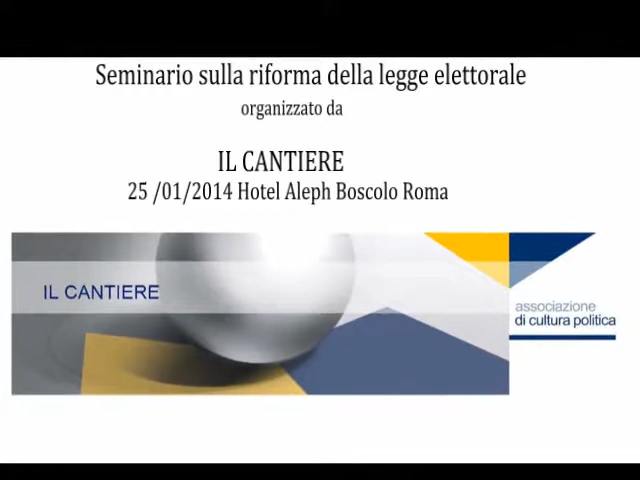 Seminario sulla riforma della legge elettorale
organizzato da
IL CANTIERE
25 /01/2014 Hotel Aleph Boscolo Roma
IL CANTIERE
associazione
di cultura politica